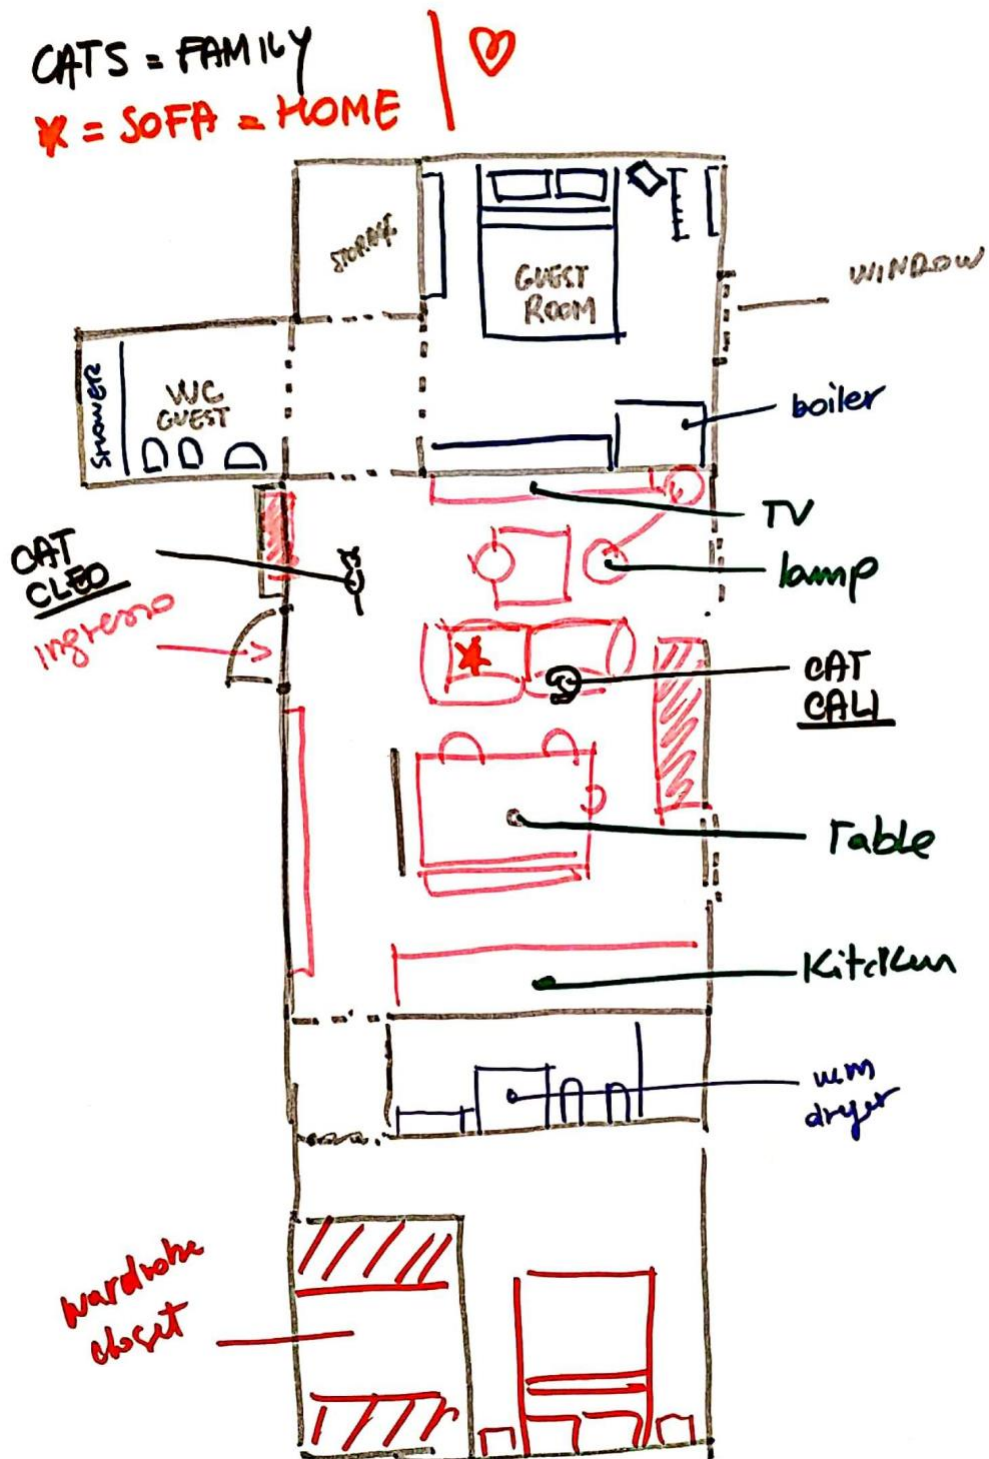 CATS = FAMILY
* = SOFA = HOME
STORAGE
GUEST
ROOM
WINDOW
SHOWER
WC
GUEST
boiler
TV
CAT
CLEO
lamp
Ingresso
CAT
CALI
Table
Kitchen
wm
dryer
wardrobe
closet